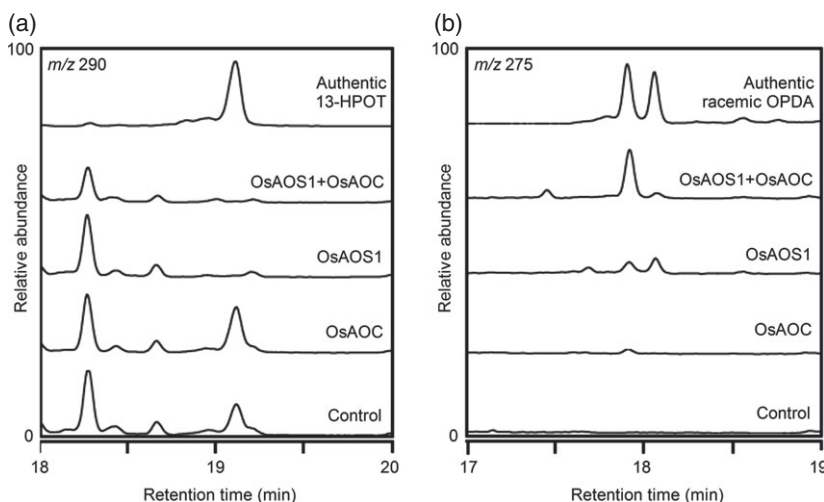 (a)
100
m/z 290
Authentic
13-HPOT
OsAOS1+OsAOC
OsAOS1
OsAOC
Control
0
Relative abundance
18
19
20
Retention time (min)
(b)
100
m/z 275
Authentic
racemic OPDA
OsAOS1+OsAOC
OsAOS1
OsAOC
Control
0
Relative abundance
17
18
19
Retention time (min)